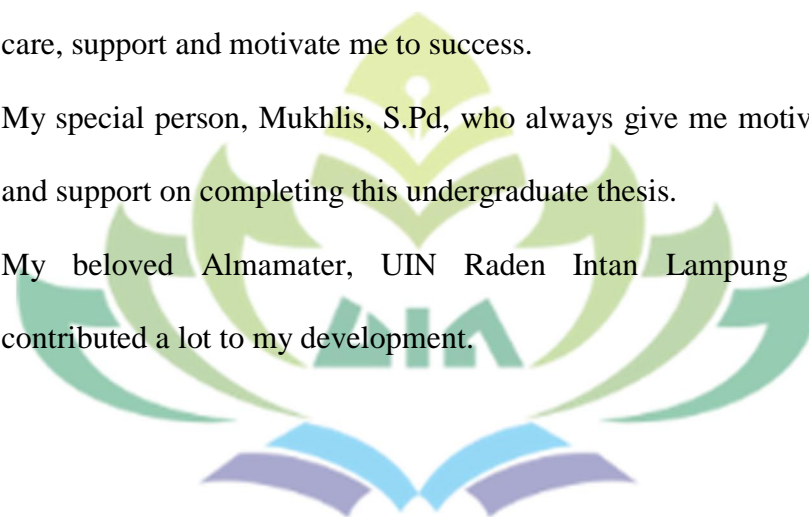 care, support and motivate me to success.
My special person, Mukhlis, S.Pd, who always give me
and support on completing this undergraduate thesis.
My beloved Almamater, UIN Raden Intan Lampung
contributed a lot to my development.